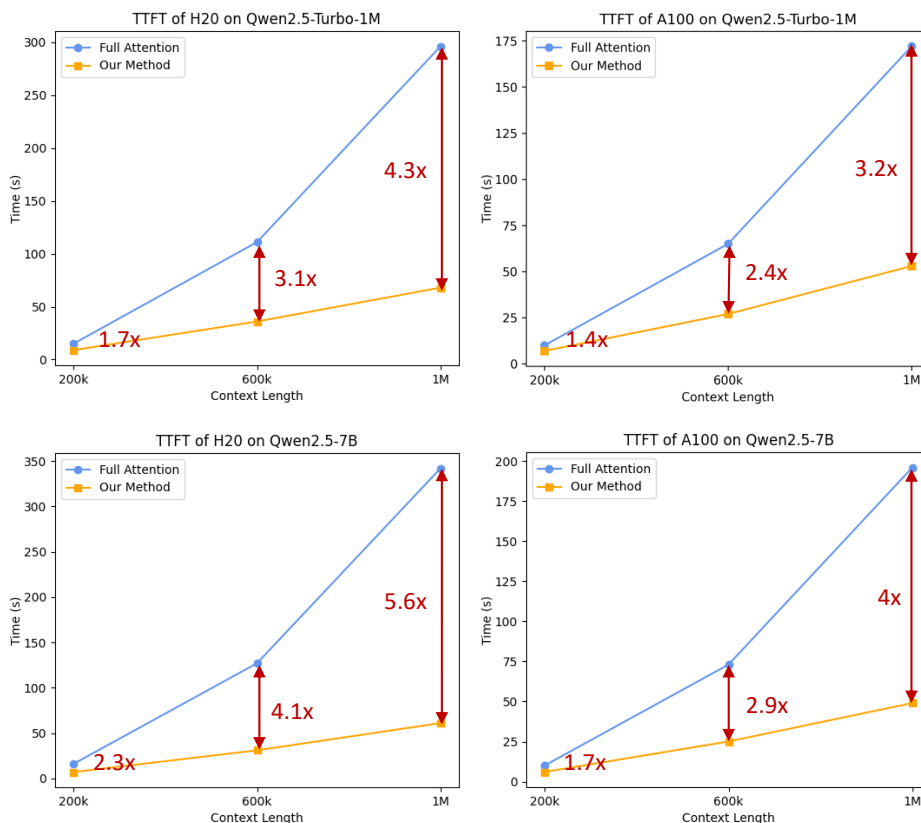 TTFT of H20 on Qwen2.5-Turbo-1M
Full Attention
Our Method
300
250
200
150
100
50
0
Time (s)
4.3x
3.1x
1.7x
200k
600k
1M
Context Length
TTFT of A100 on Qwen2.5-Turbo-1M
Full Attention
Our Method
175
150
125
100
75
50
25
0
Time (s)
3.2x
2.4x
1.4x
200k
600k
1M
Context Length
TTFT of H20 on Qwen2.5-7B
Full Attention
Our Method
350
300
250
200
150
100
50
0
Time (s)
5.6x
4.1x
2.3x
200k
600k
1M
Context Length
TTFT of A100 on Qwen2.5-7B
Full Attention
Our Method
200
175
150
125
100
75
50
25
0
Time (s)
4x
2.9x
1.7x
200k
600k
1M
Context Length